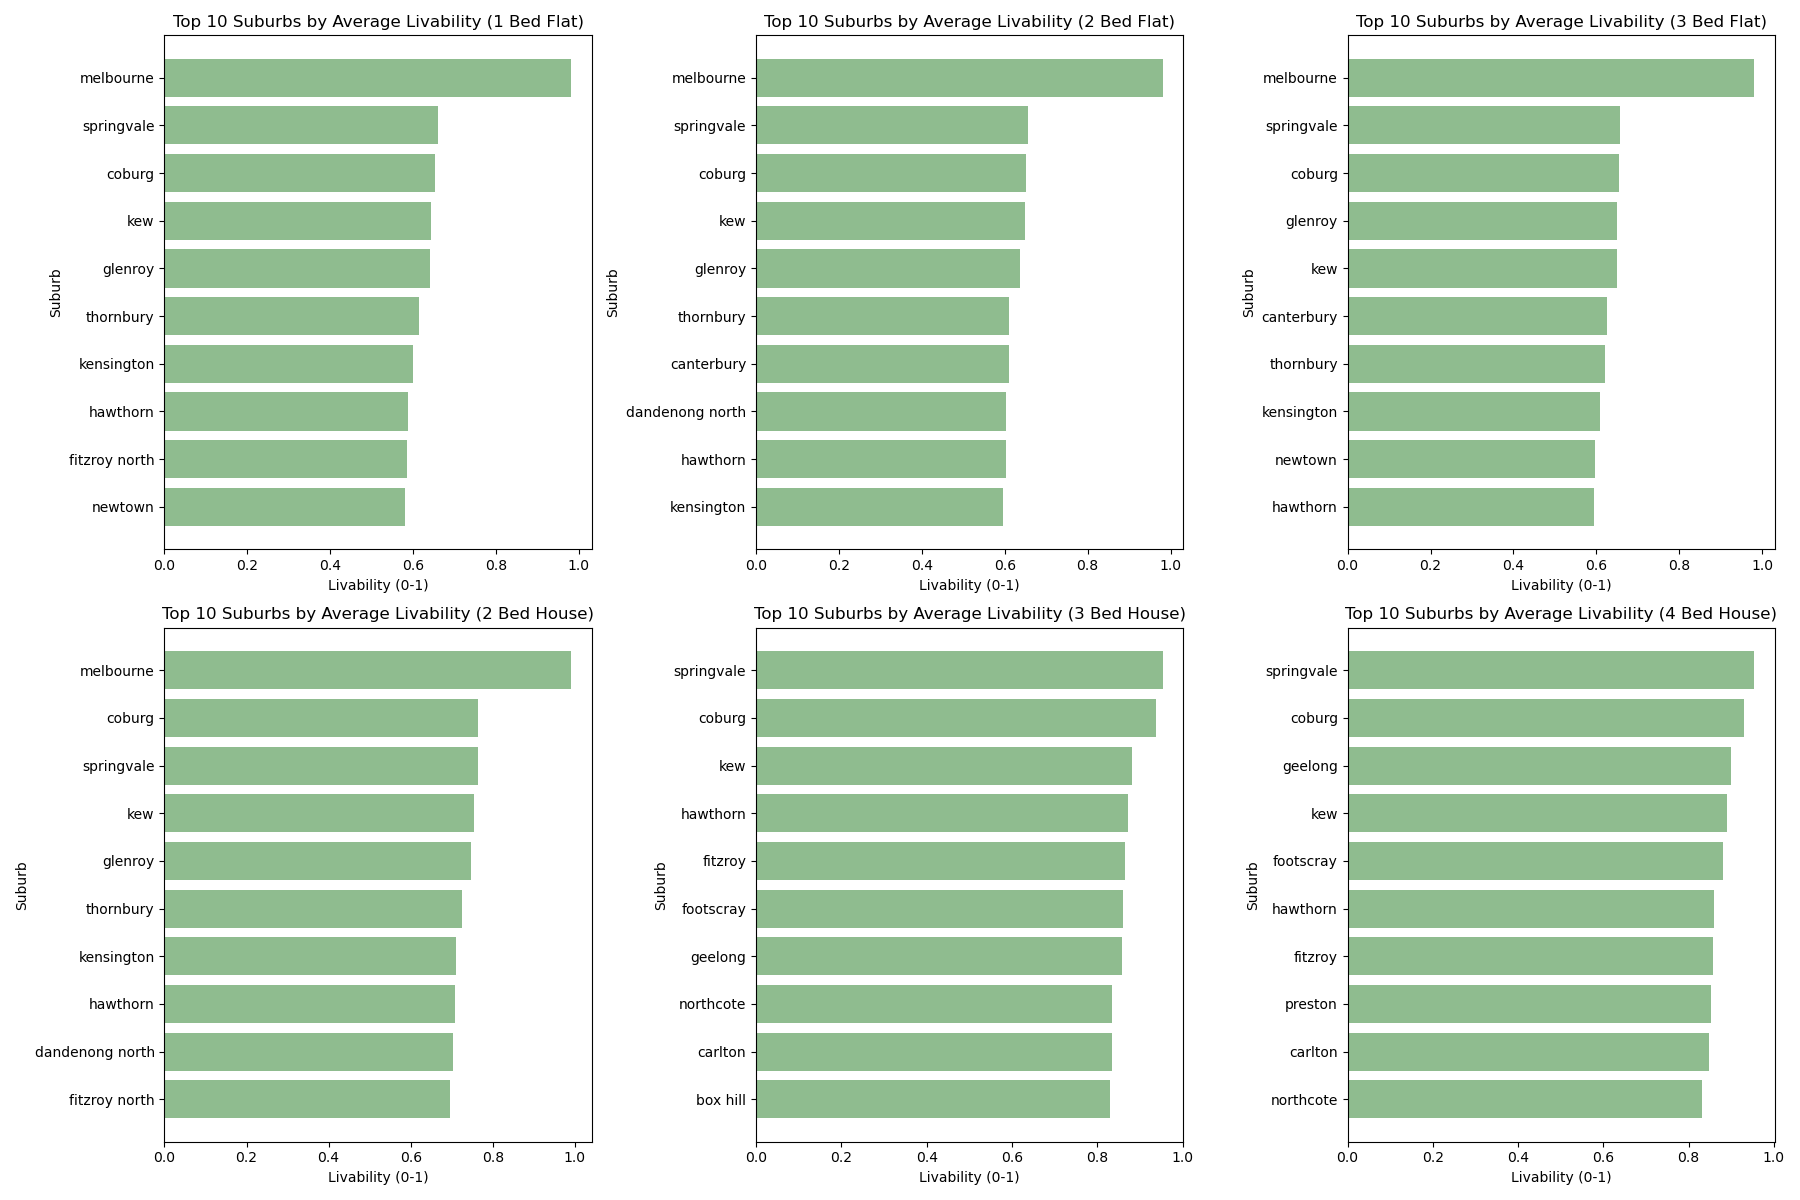 Top 10 Suburbs by Average Livability (1 Bed Flat)
Suburb
melbourne
springvale
coburg
kew
glenroy
thornbury
kensington
hawthorn
fitzroy north
newtown
0.0 0.2 0.4 0.6 0.8 1.0
Livability (0-1)
Top 10 Suburbs by Average Livability (2 Bed Flat)
Suburb
melbourne
springvale
coburg
kew
glenroy
thornbury
canterbury
dandenong north
hawthorn
kensington
0.0 0.2 0.4 0.6 0.8 1.0
Livability (0-1)
Top 10 Suburbs by Average Livability (3 Bed Flat)
Suburb
melbourne
springvale
coburg
glenroy
kew
canterbury
thornbury
kensington
newtown
hawthorn
0.0 0.2 0.4 0.6 0.8 1.0
Livability (0-1)
Top 10 Suburbs by Average Livability (2 Bed House)
Suburb
melbourne
coburg
springvale
kew
glenroy
thornbury
kensington
hawthorn
dandenong north
fitzroy north
0.0 0.2 0.4 0.6 0.8 1.0
Livability (0-1)
Top 10 Suburbs by Average Livability (3 Bed House)
Suburb
springvale
coburg
kew
hawthorn
fitzroy
footscray
geelong
northcote
carlton
box hill
0.0 0.2 0.4 0.6 0.8 1.0
Livability (0-1)
Top 10 Suburbs by Average Livability (4 Bed House)
Suburb
springvale
coburg
geelong
kew
footscray
hawthorn
fitzroy
preston
carlton
northcote
0.0 0.2 0.4 0.6 0.8 1.0
Livability (0-1)